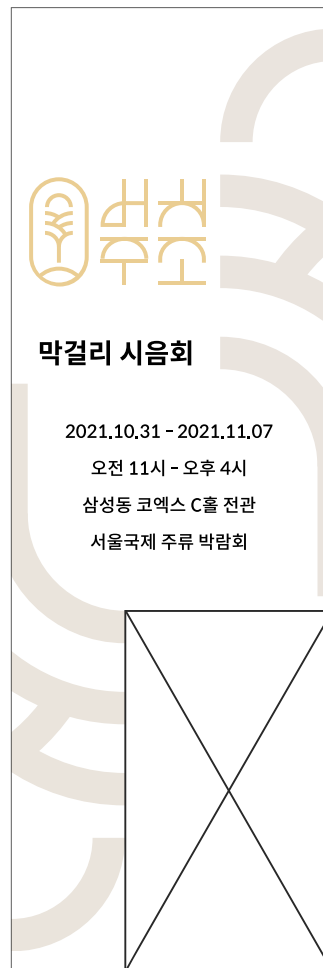 막걸리 시음회
2021.10.31 - 2021.11.07
오전 11시 - 오후 4시
삼성동 코엑스 C홀 전관
서울국제 주류 박람회